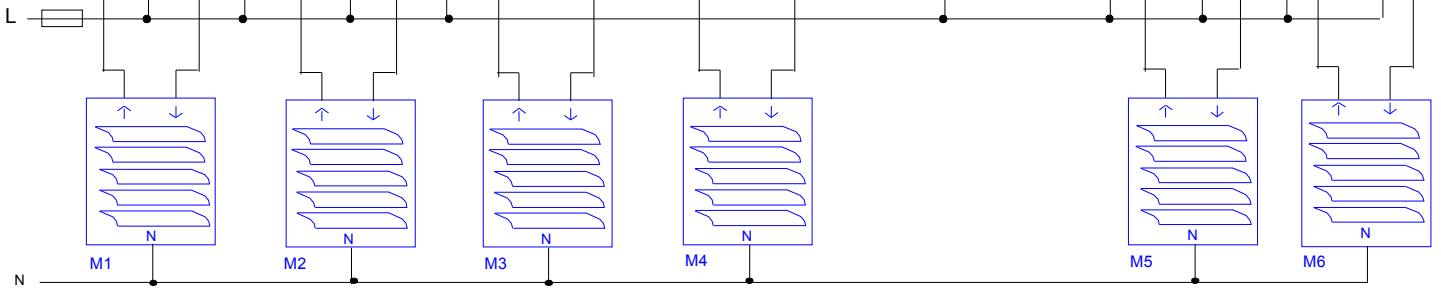 L
↑ ↓ ↑ ↓ ↑ ↓ ↑ ↓ ↑ ↓ ↑ ↓
N N N N N N
M1 M2 M3 M4 M5 M6
N